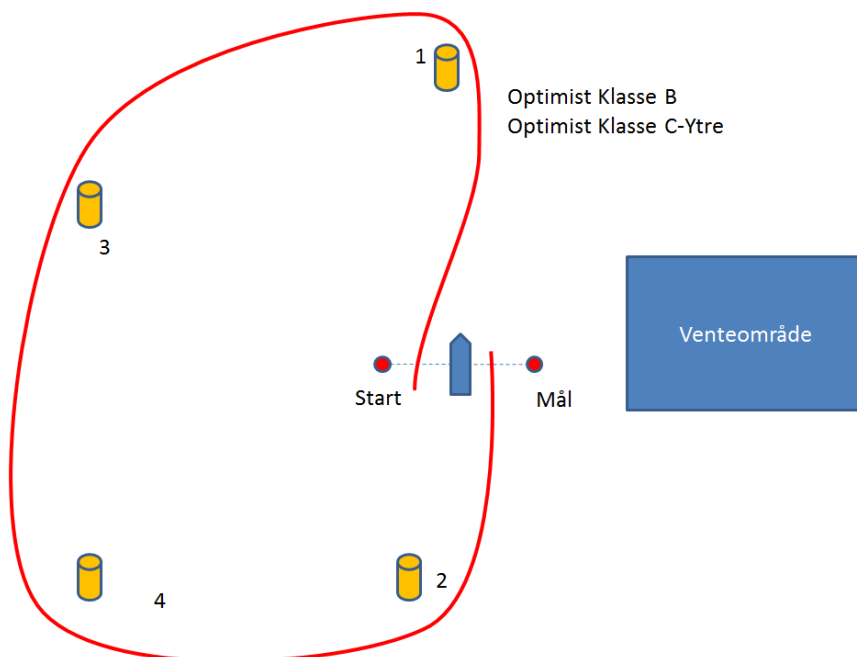 1
Optimist Klasse B
Optimist Klasse C-Ytre
3
Venteområde
Start
Mål
4
2